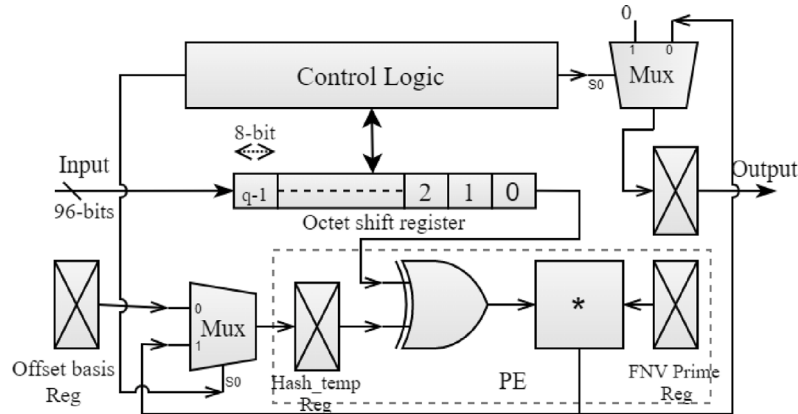 0
1 0
Control Logic
S0
Mux
8-bit
Input
96-bits
q-1
2 1 0
Output
Octet shift register
0
1
Mux
S0
*
Offset basis
Reg
Hash_temp
Reg
PE
FNV Prime
Reg